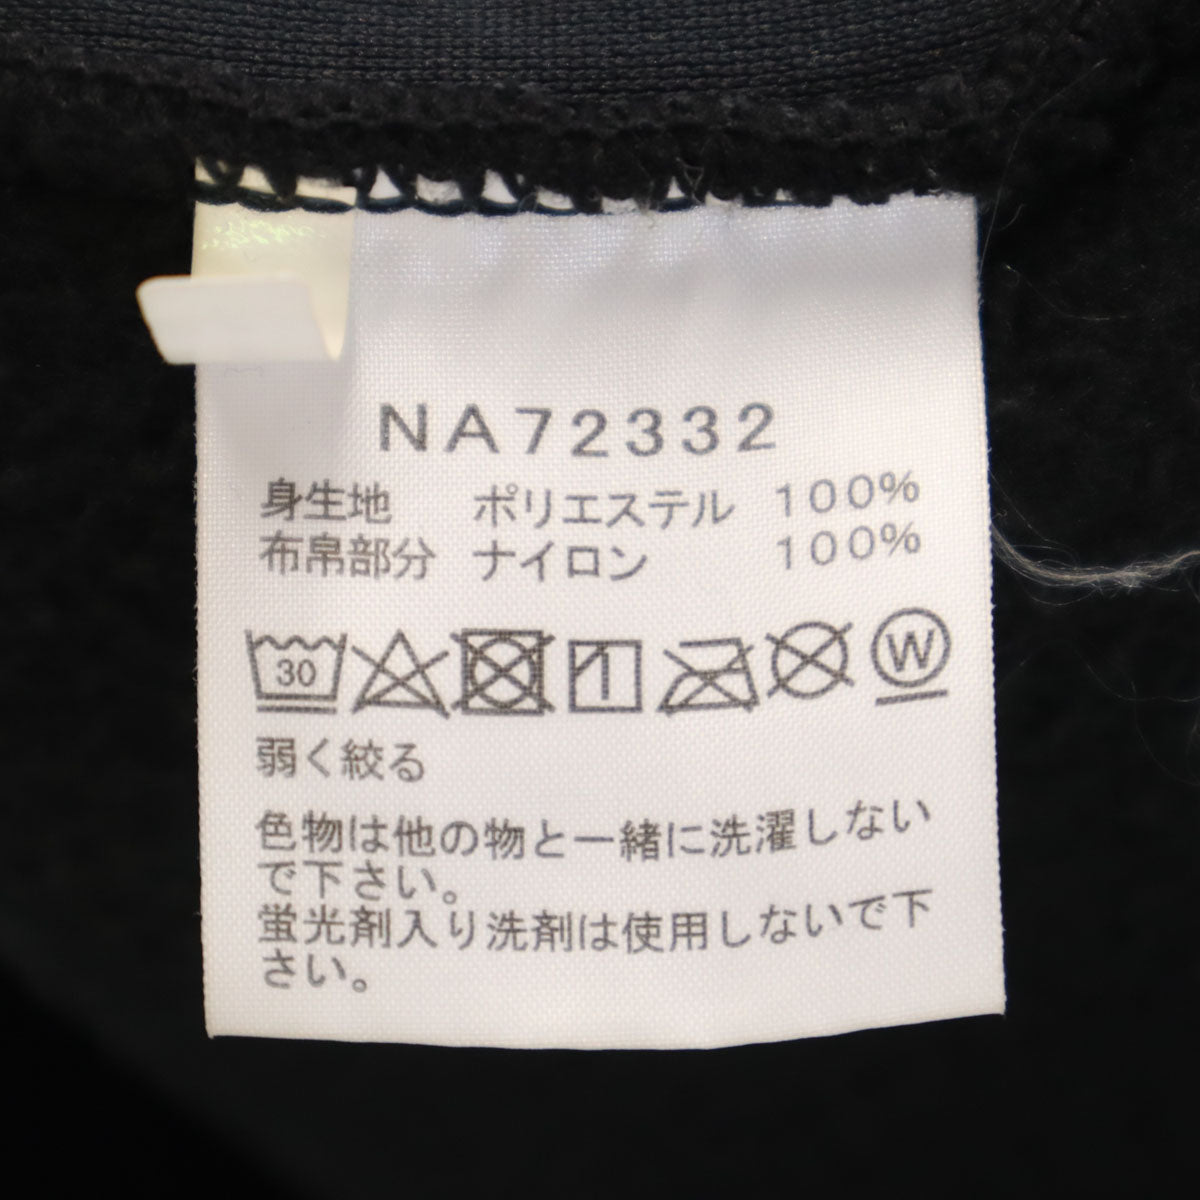 NA72332
身生地 ポリエステル 100%
布帛部分 ナイロン 100%
30 W
弱く絞る
色物は他の物と一緒に洗濯しない
で下さい。
蛍光剤入り洗剤は使用しないで下
さい。